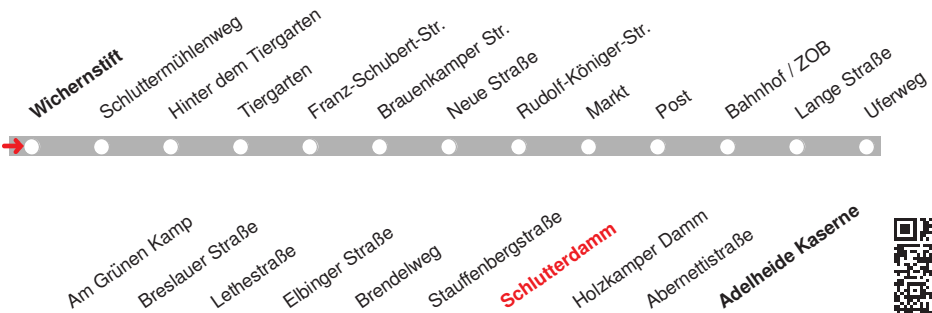 Wichernstift
Schluttermühlenweg
Hinter dem Tiergarten
Tiergarten
Franz-Schubert-Str.
Brauenkamper Str.
Neue Straße
Rudolf-Königer-Str.
Markt
Post
Bahnhof / ZOB
Lange Straße
Uferweg
Am Grünen Kamp
Breslauer Straße
Lethestraße
Elbinger Straße
Brendelweg
Stauffenbergstraße
Schlutterdamm
Holzkamper Damm
Abernettistraße
Adelheide Kaserne